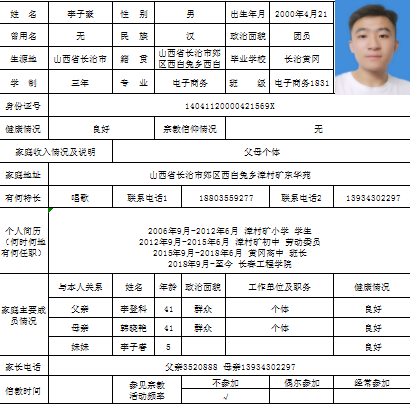 姓 名 李子燚 性 别 男 出生年月 2000年4月21
曾用名 无 民 族 汉 政治面貌 团员
生源地 山西省长治市 籍 贯 山西省长治市郊区西白兔乡西白 毕业学校 长治黄冈
学 制 三年 专 业 电子商务 班 级 电子商务1831
身份证号 14041120000421569X
健康情况 良好 宗教信仰情况 无
家庭收入情况及说明 父母个体
家庭地址 山西省长治市郊区西白兔乡漳村矿东华苑
有何特长 唱歌 联系电话1 18803559277 联系电话2 13934302297
个人简历（何时何地有何任职）
2006年9月-2012年6月 漳村矿小学 学生
2012年9月-2015年6月 漳村矿初中 劳动委员
2015年9月-2018年6月 黄冈高中 班长
2018年9月-至今 长春工程学院
家庭主要成员情况 与本人关系 姓名 年龄 政治面貌 工作单位及职务 健康情况
父亲 李登科 41 群众 个体 良好
母亲 韩晓艳 41 群众 个体 良好
妹妹 李子睿 5 良好
家长电话 父亲3520888 母亲13934302297
信教时间 参见宗教活动频率 不参加 偶尔参加 经常参加
√